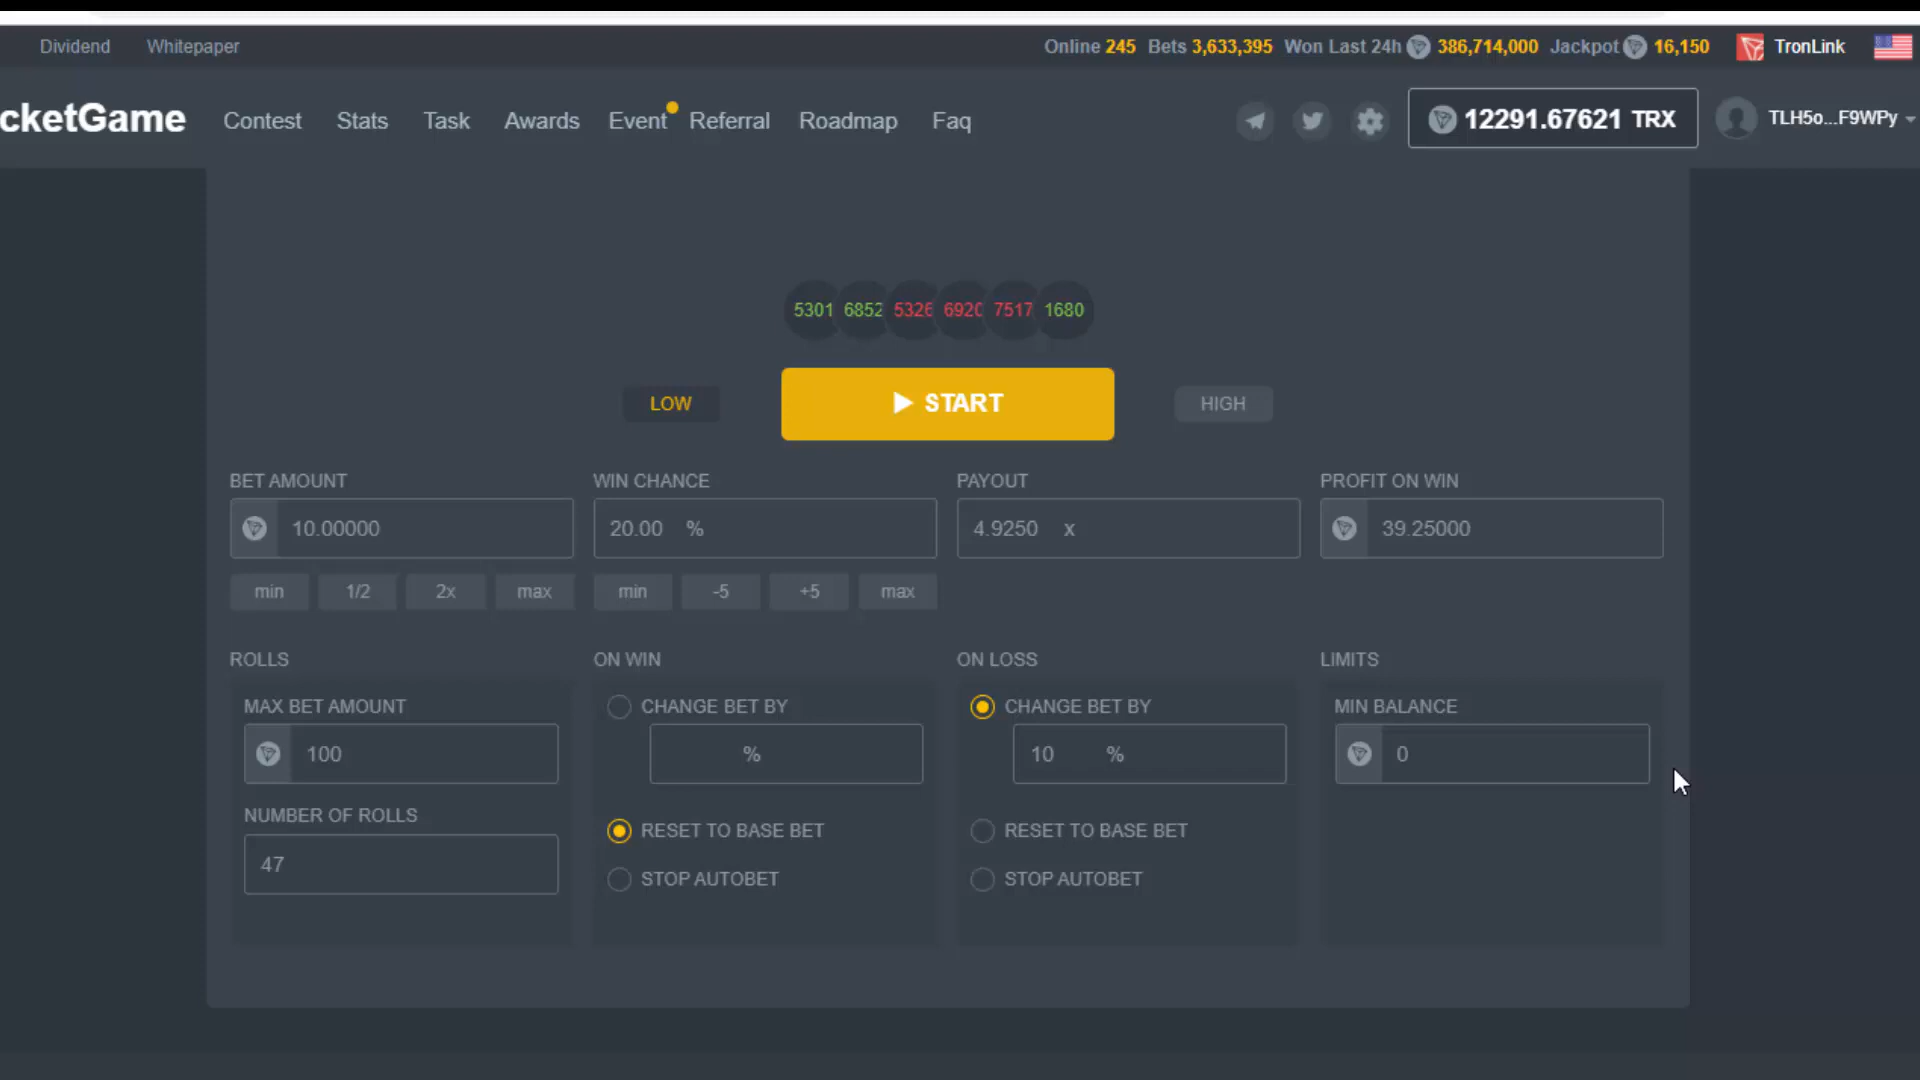 Dividend Whitepaper Online 245 Bets 3,633,395 Won Last 24h 386,714,000 Jackpot 16,150 TronLink
cketGame Contest Stats Task Awards Event Referral Roadmap Faq 12291.67621 TRX TLH5o...F9WPy
5301 6852 5326 6920 7517 1680
LOW START HIGH
BET AMOUNT WIN CHANCE PAYOUT PROFIT ON WIN
10.00000 20.00 % 4.9250 x 39.25000
min 1/2 2x max min -5 +5 max
ROLLS ON WIN ON LOSS LIMITS
MAX BET AMOUNT CHANGE BET BY CHANGE BET BY MIN BALANCE
100 % 10 % 0
NUMBER OF ROLLS RESET TO BASE BET RESET TO BASE BET
47 STOP AUTOBET STOP AUTOBET